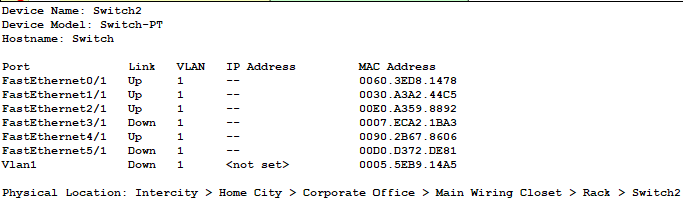 Device Name: Switch2
Device Model: Switch-PT
Hostname: Switch
Port Link VLAN IP Address MAC Address
FastEthernet0/1 Up 1 -- 0060.3ED8.1478
FastEthernet1/1 Up 1 -- 0030.A3A2.44C5
FastEthernet2/1 Up 1 -- 00E0.A359.8892
FastEthernet3/1 Down 1 -- 0007.ECA2.1BA3
FastEthernet4/1 Up 1 -- 0090.2B67.8606
FastEthernet5/1 Down 1 -- 00D0.D372.DE81
Vlan1 Down 1 <not set> 0005.5EB9.14A5
Physical Location: Intercity > Home City > Corporate Office > Main Wiring Closet > Rack > Switch2